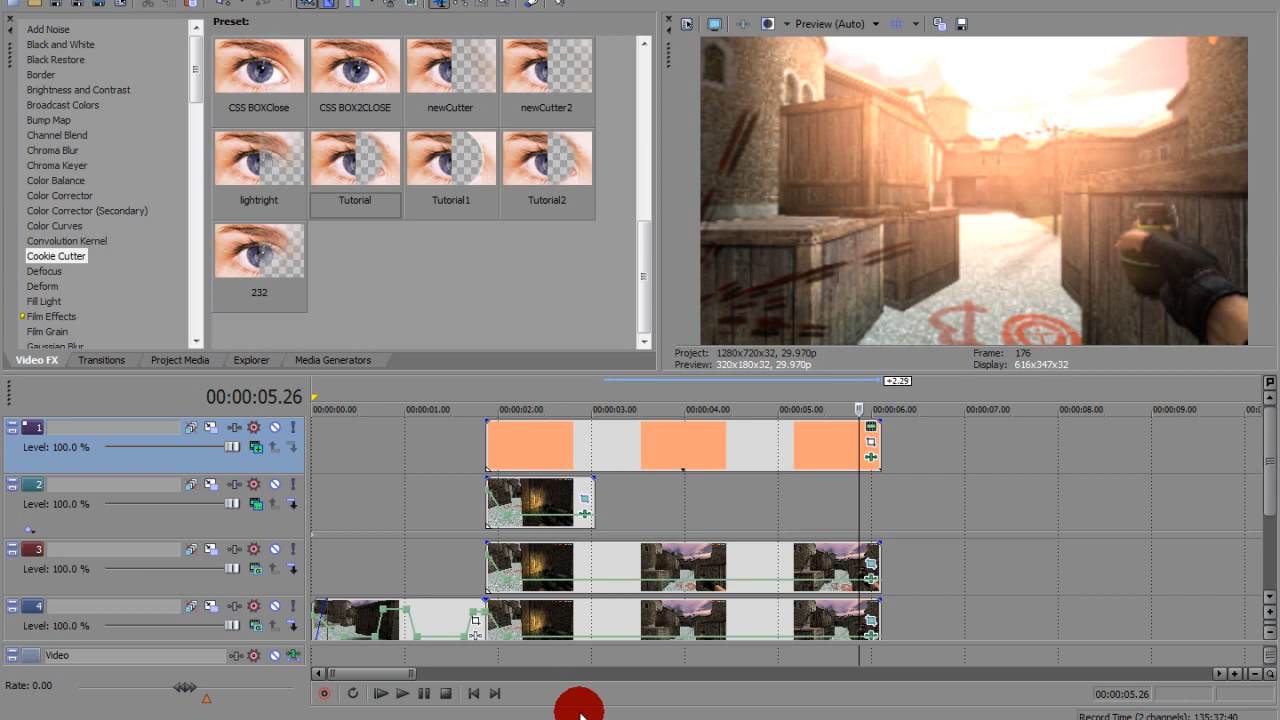 Preset:
Add Noise
Black and White
Black Restore
Border
Brightness and Contrast
Broadcast Colors
Bump Map
Channel Blend
Chroma Blur
Chroma Keyer
Color Balance
Color Corrector
Color Corrector (Secondary)
Color Curves
Convolution Kernel
Cookie Cutter
Defocus
Deform
Fill Light
Film Effects
Film Grain
Gaussian Blur
CSS BOXClose
CSS BOX2CLOSE
newCutter
newCutter2
lightright
Tutorial
Tutorial1
Tutorial2
232
Video FX
Transitions
Project Media
Explorer
Media Generators
Preview (Auto)
Project: 1280x720x32, 29.970p
Frame: 176
Preview: 320x180x32, 29.970p
Display: 616x347x32
+2.29
00:00:05.26
00:00:00.00
00:00:01.00
00:00:02.00
00:00:03.00
00:00:04.00
00:00:05.00
00:00:06.00
00:00:07.00
00:00:08.00
00:00:09.00
1
Level: 100.0 %
2
Level: 100.0 %
3
Level: 100.0 %
4
Level: 100.0 %
Video
Rate: 0.00
00:00:05.26
Record Time (2 channels): 135:37:40